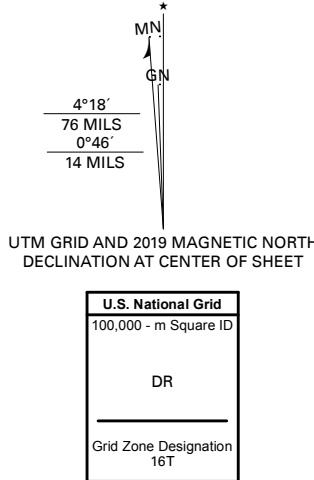 MN
GN
4°18´
76 MILS
0°46´
14 MILS
UTM GRID AND 2019 MAGNETIC NORTH
DECLINATION AT CENTER OF SHEET
U.S. National Grid
100,000 - m Square ID
DR
Grid Zone Designation
16T